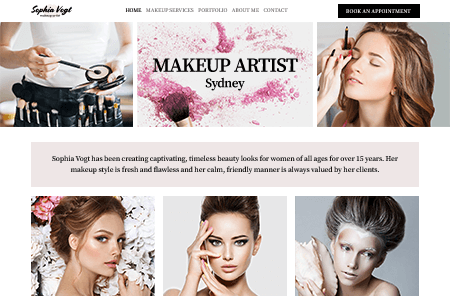 Sophia Vogt
makeup artist
HOME MAKEUP SERVICES PORTFOLIO ABOUT ME CONTACT
BOOK AN APPOINTMENT
MAKEUP ARTIST
Sydney
Sophia Vogt has been creating captivating, timeless beauty looks for women of all ages for over 15 years. Her
makeup style is fresh and flawless and her calm, friendly manner is always valued by her clients.